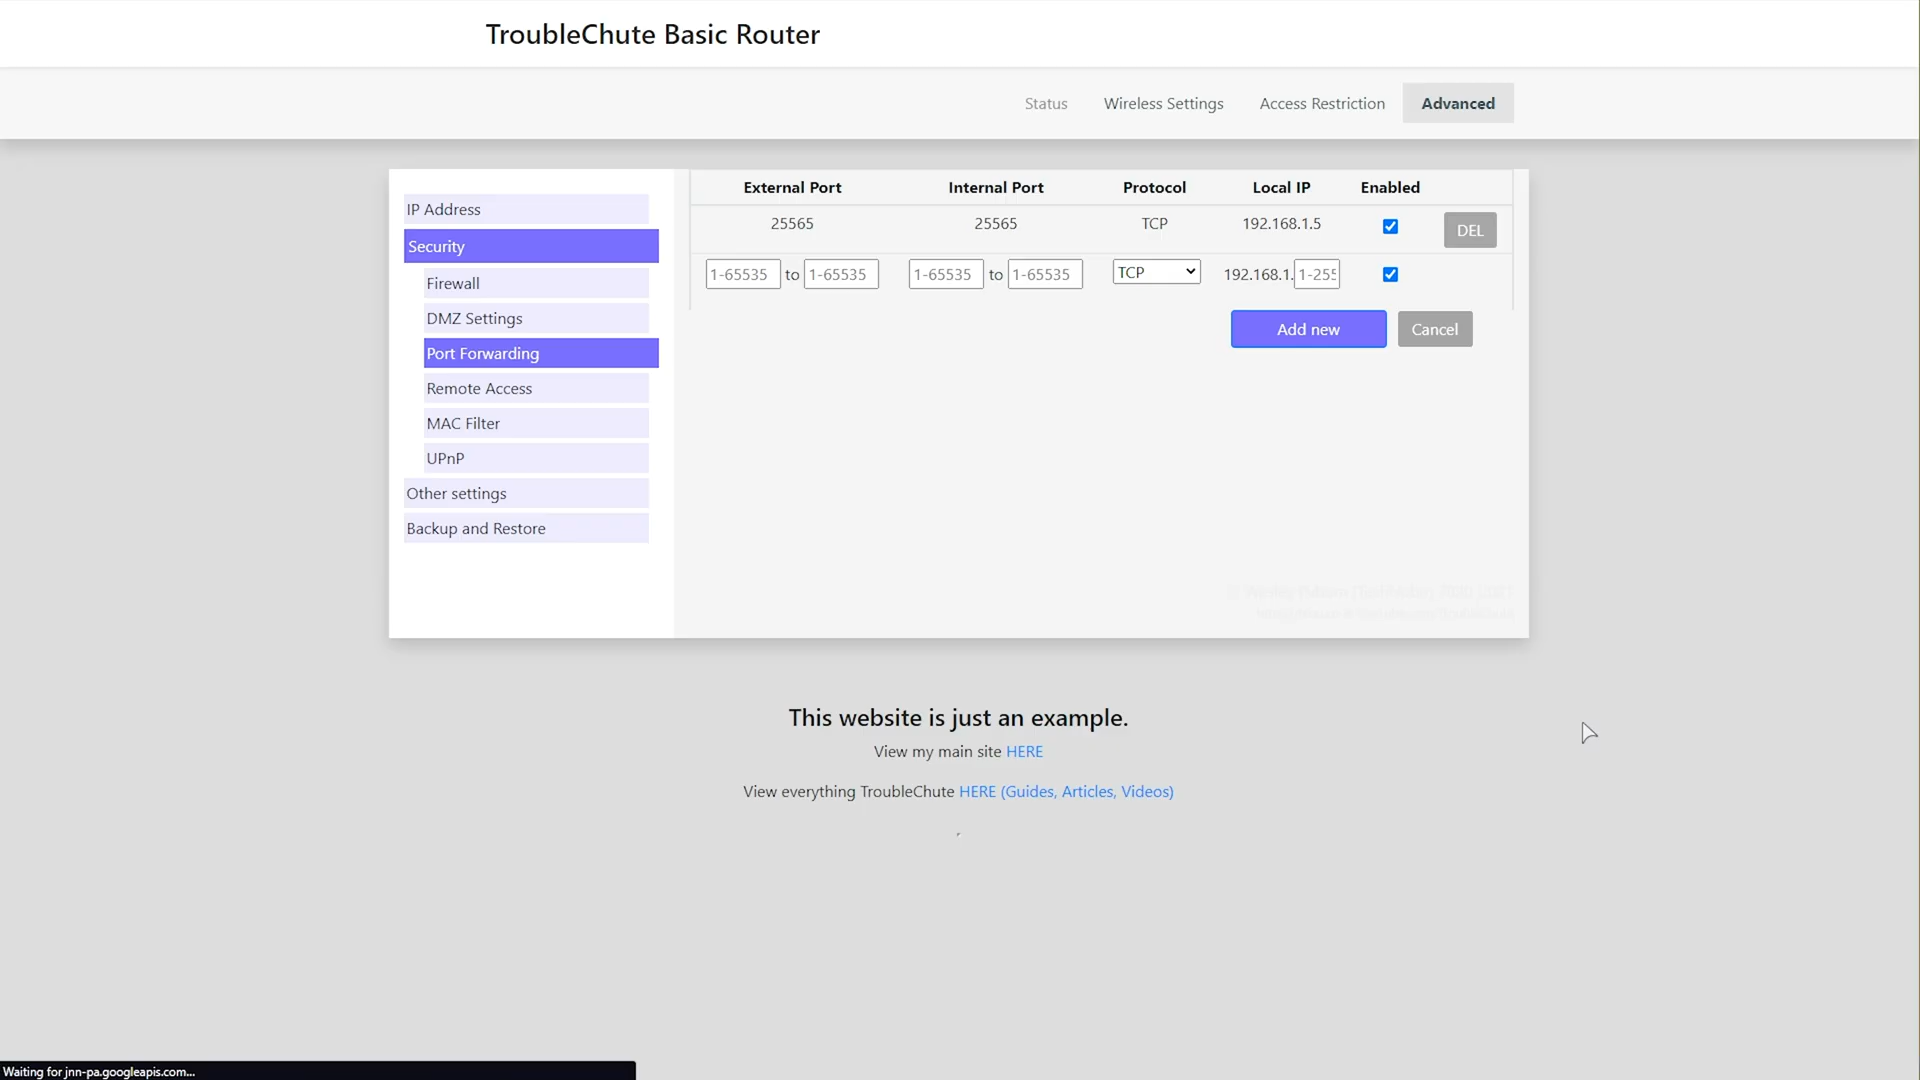 TroubleChute Basic Router
Status Wireless Settings Access Restriction Advanced
IP Address
Security
Firewall
DMZ Settings
Port Forwarding
Remote Access
MAC Filter
UPnP
Other settings
Backup and Restore
External Port Internal Port Protocol Local IP Enabled
25565 25565 TCP 192.168.1.5 DEL
1-65535 to 1-65535 1-65535 to 1-65535 TCP 192.168.1. 1-255
Add new Cancel
This website is just an example.
View my main site HERE
View everything TroubleChute HERE (Guides, Articles, Videos)
Waiting for jnn-pa.googleapis.com...